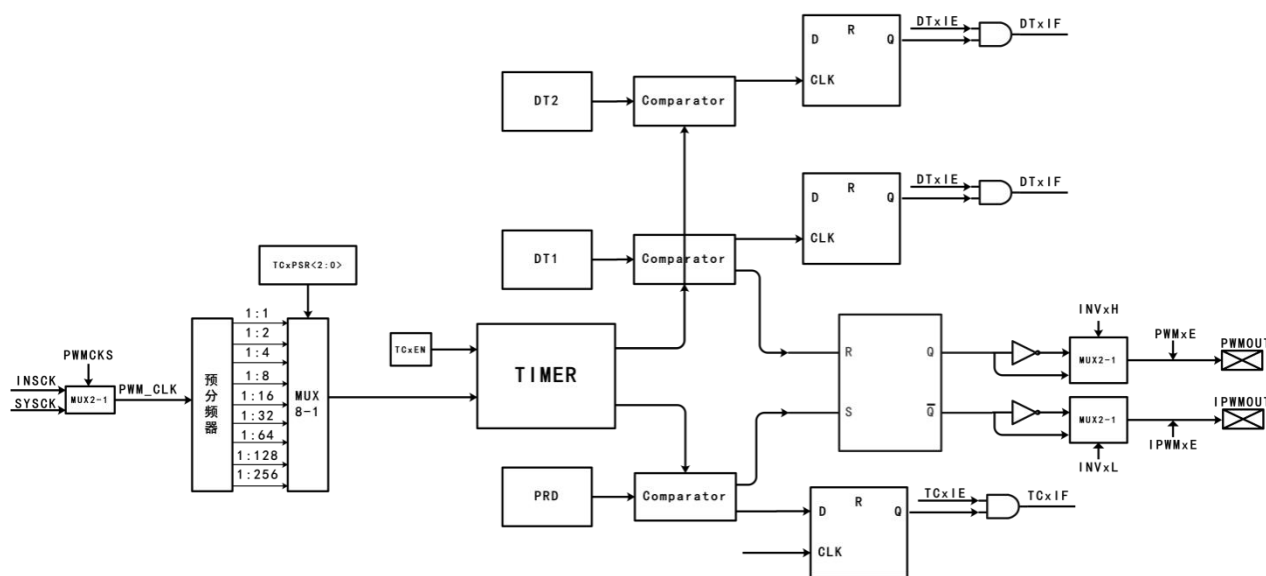 DTxIE
DTxIF
D
R
Q
CLK
DT2
Comparator
DTxIE
DTxIF
D
R
Q
CLK
DT1
Comparator
TCxPSR<2:0>
INVxH
PWMxE
PWMOUT
TCxEN
TIMER
R
Q
MUX2-1
PWMCKS
INSCK
SYSCK
MUX2-1
PWM_CLK
预分频器
1:1
1:2
1:4
1:8
1:16
1:32
1:64
1:128
1:256
MUX
8-1
S
Q
MUX2-1
IPWMOUT
IPWMxE
INVxL
PRD
Comparator
TCxIE
TCxIF
D
R
Q
CLK